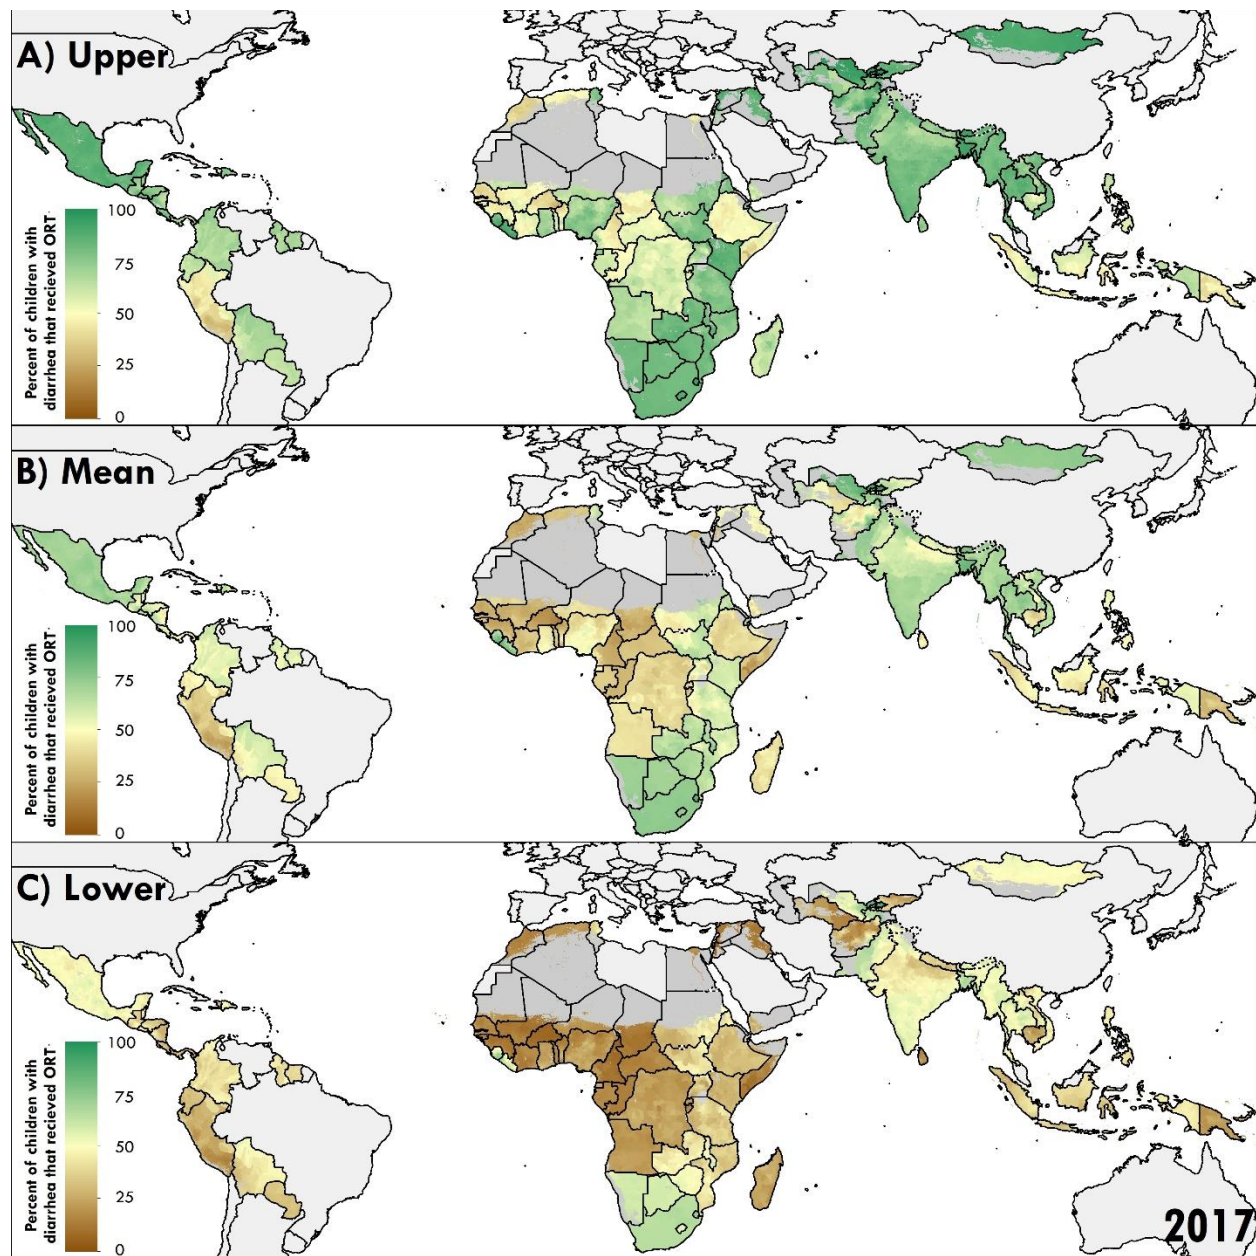 A) Upper
Percent of children with
diarrhea that recieved ORT
100
75
50
25
0
B) Mean
Percent of children with
diarrhea that recieved ORT
100
75
50
25
0
C) Lower
Percent of children with
diarrhea that recieved ORT
100
75
50
25
0
2017